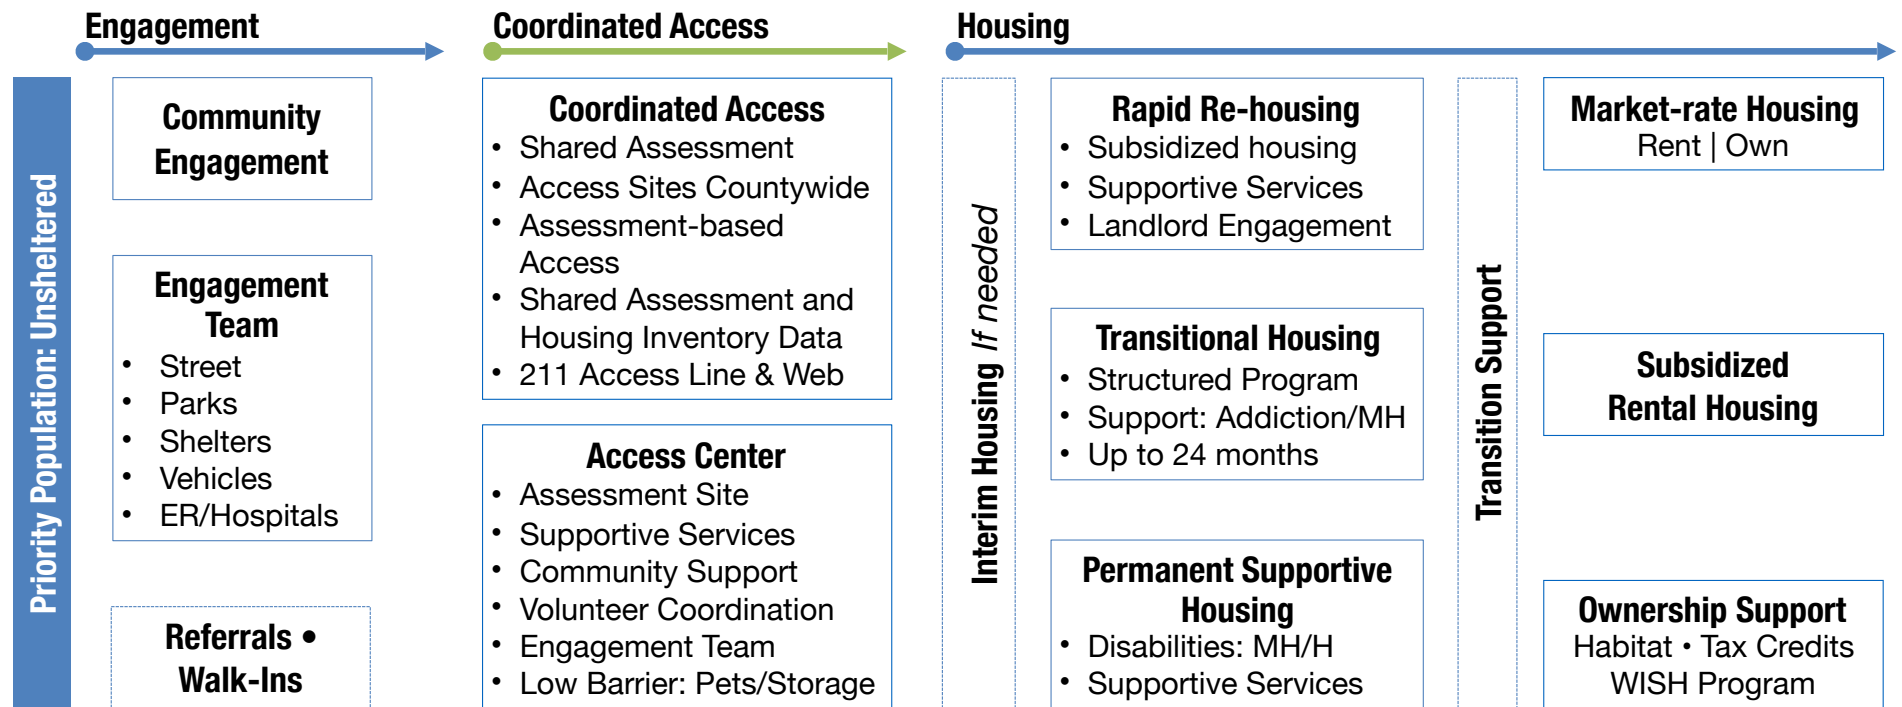 Engagement
Coordinated Access
Housing
Priority Population: Unsheltered
Community
Engagement
Engagement
Team
• Street
• Parks
• Shelters
• Vehicles
• ER/Hospitals
Referrals •
Walk-Ins
Coordinated Access
• Shared Assessment
• Access Sites Countywide
• Assessment-based
Access
• Shared Assessment and
Housing Inventory Data
• 211 Access Line & Web
Access Center
• Assessment Site
• Supportive Services
• Community Support
• Volunteer Coordination
• Engagement Team
• Low Barrier: Pets/Storage
Interim Housing If needed
Rapid Re-housing
• Subsidized housing
• Supportive Services
• Landlord Engagement
Transitional Housing
• Structured Program
• Support: Addiction/MH
• Up to 24 months
Permanent Supportive
Housing
• Disabilities: MH/H
• Supportive Services
Transition Support
Market-rate Housing
Rent | Own
Subsidized
Rental Housing
Ownership Support
Habitat • Tax Credits
WISH Program